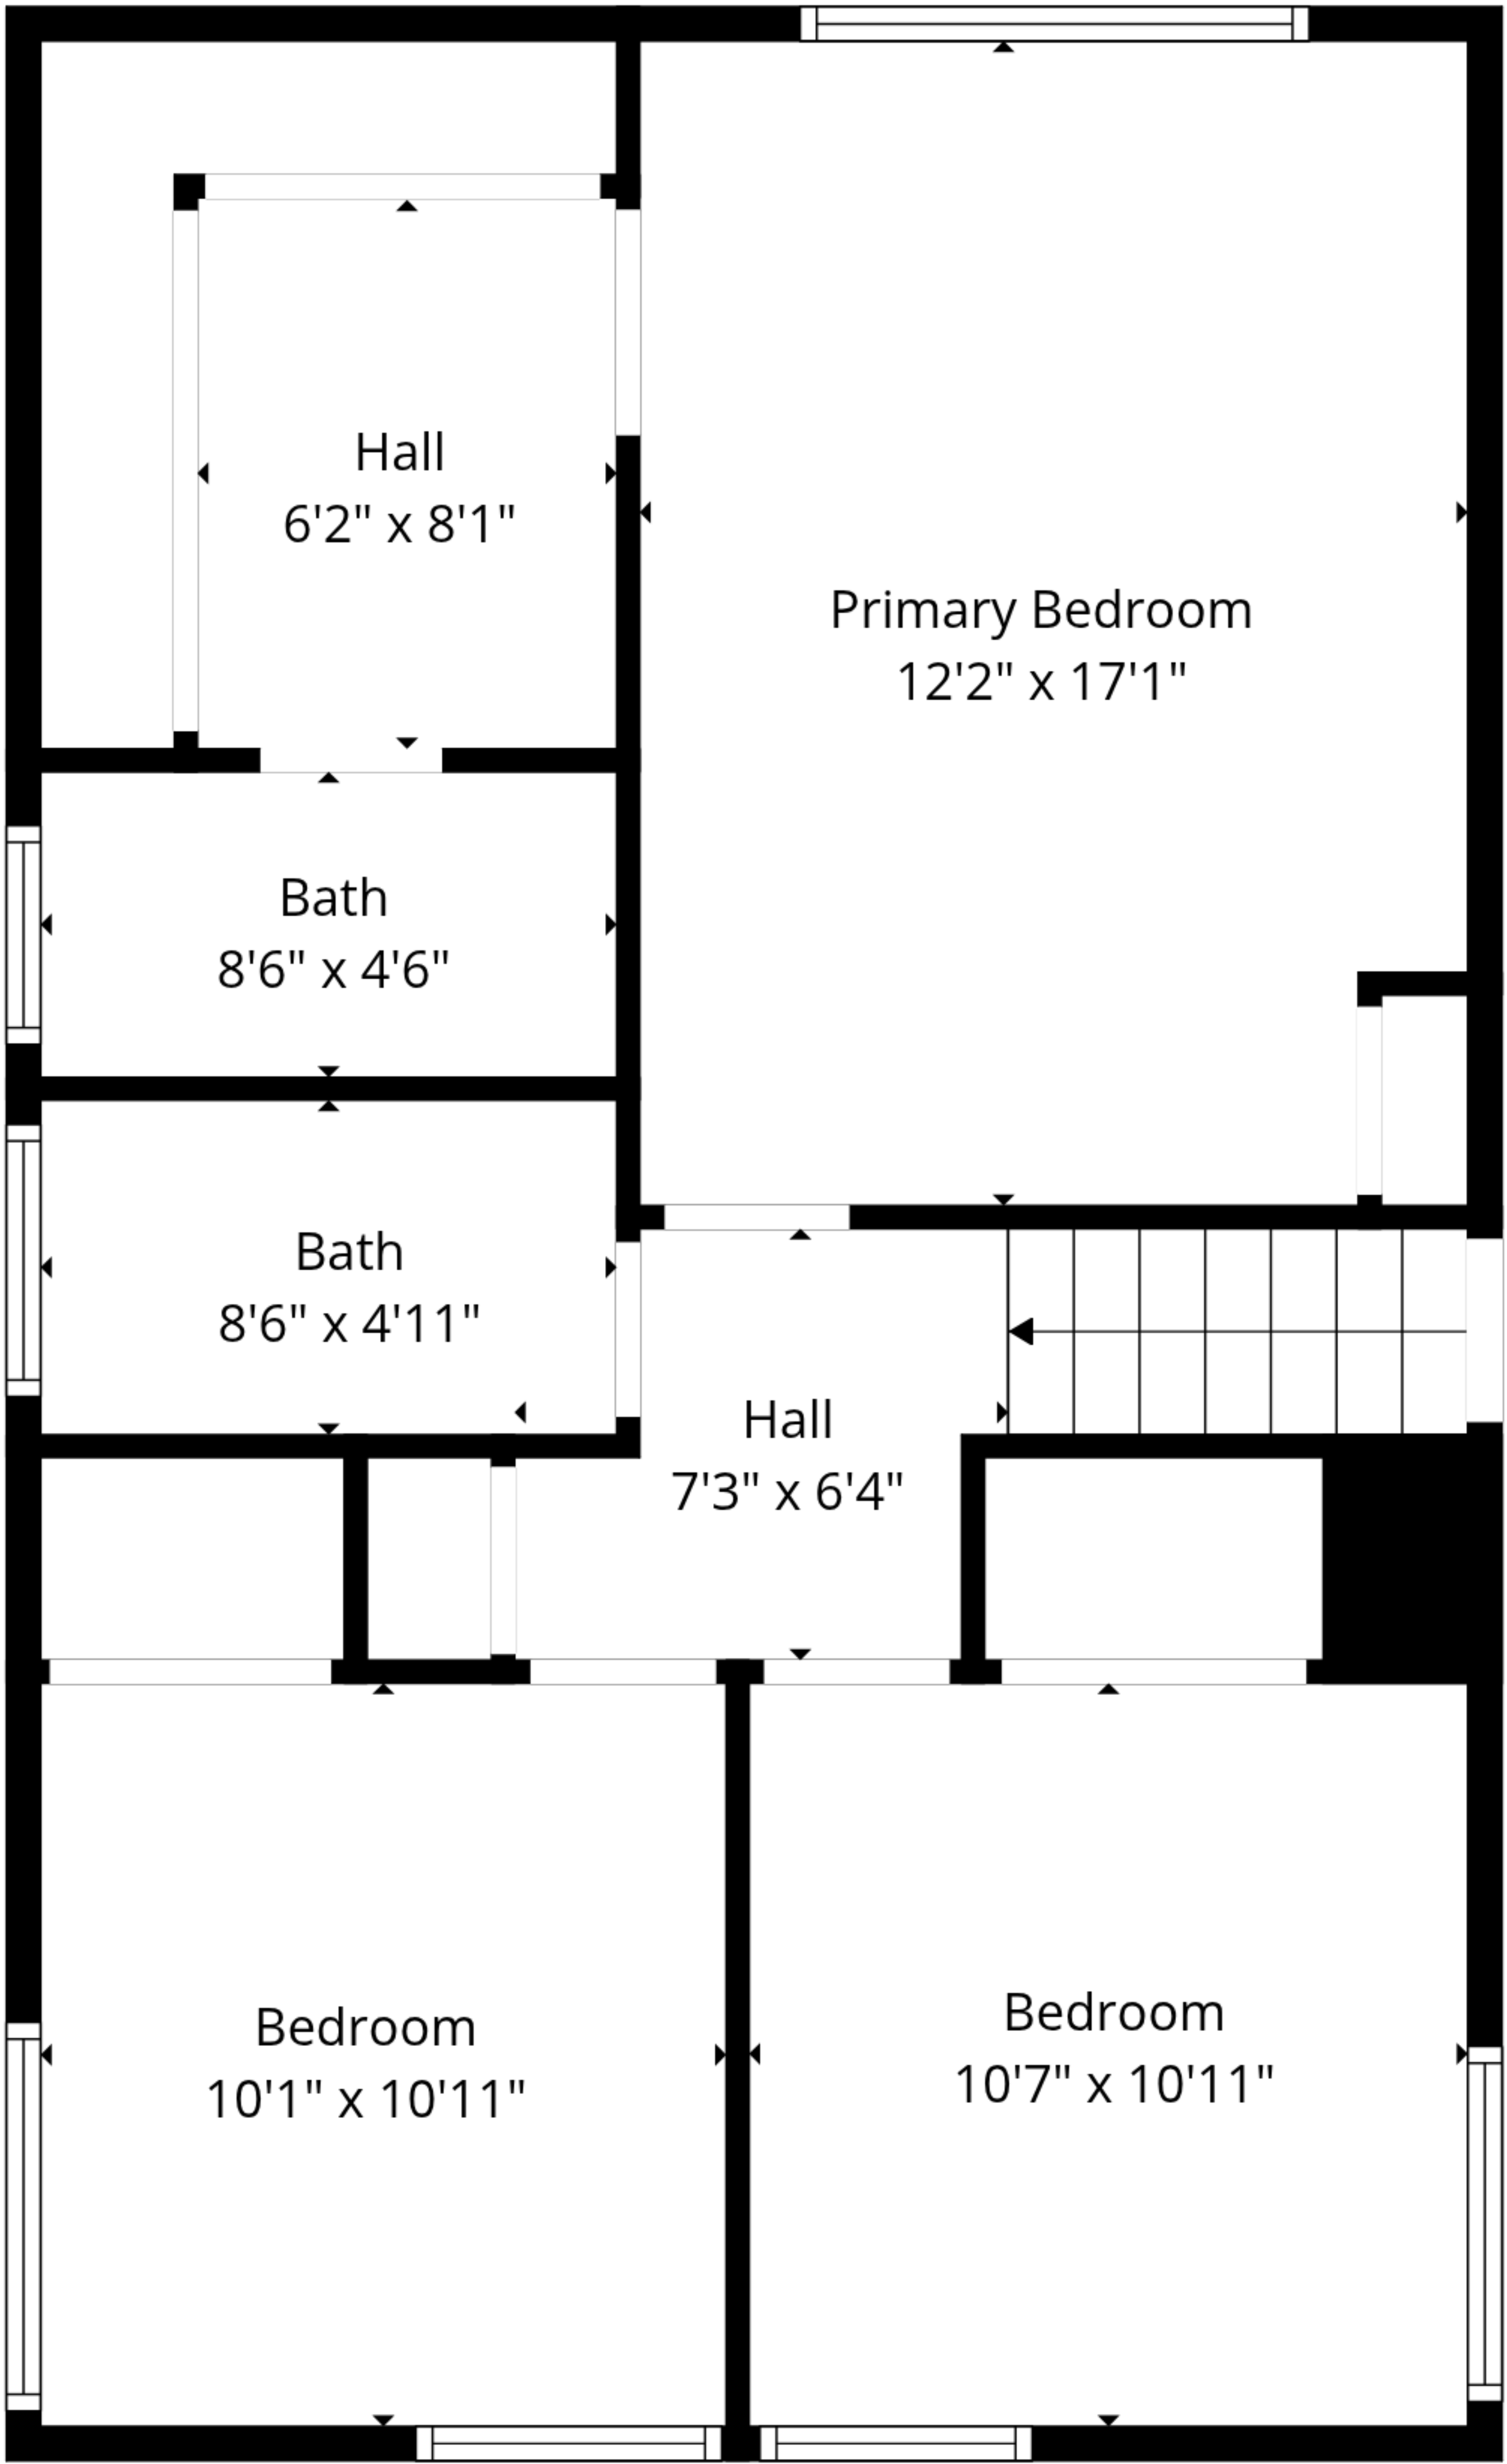 Hall
6'2" x 8'1"
Primary Bedroom
12'2" x 17'1"
Bath
8'6" x 4'6"
Bath
8'6" x 4'11"
Hall
7'3" x 6'4"
Bedroom
10'1" x 10'11"
Bedroom
10'7" x 10'11"